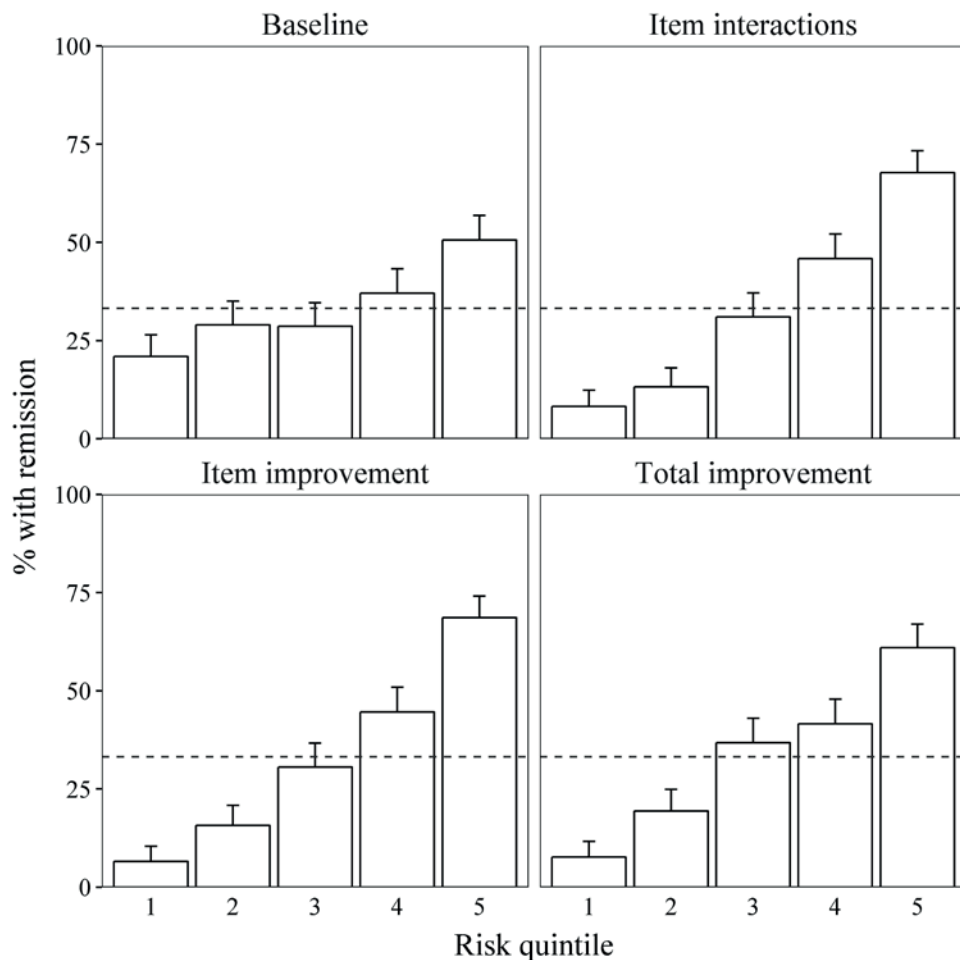 Baseline
Item interactions
100
75
50
25
0
Item improvement
Total improvement
100
75
50
25
0
% with remission
1 2 3 4 5
1 2 3 4 5
Risk quintile